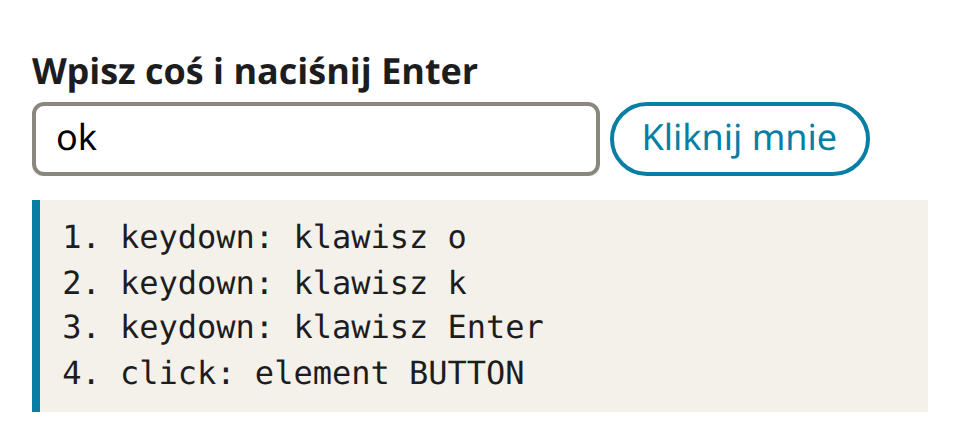 Wpisz coś i naciśnij Enter
ok
Kliknij mnie
1. keydown: klawisz o
2. keydown: klawisz k
3. keydown: klawisz Enter
4. click: element BUTTON